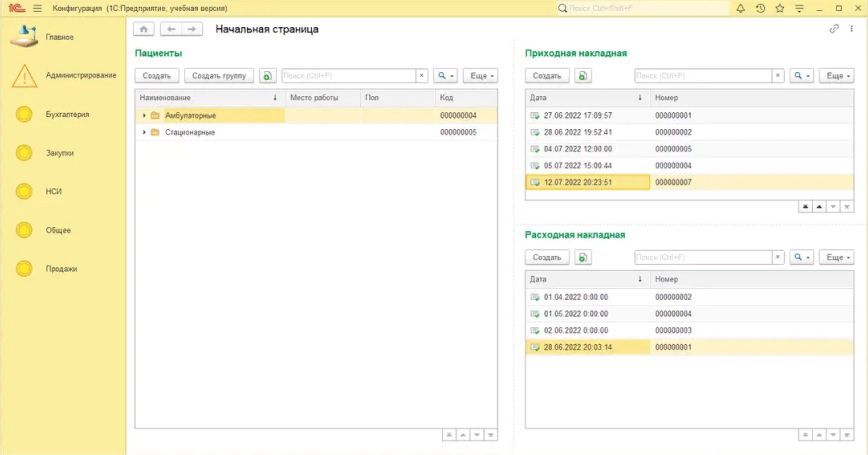 1С Конфигурация (1С:Предприятие, учебная версия) Поиск Ctrl+Shift+F
Главное
Администрирование
Бухгалтерия
Закупки
НСИ
Общее
Продажи
Начальная страница
Пациенты
Создать Создать группу Поиск (Ctrl+F) × Еще
Наименование ↓ Место работы Пол Код
Амбулаторные 000000004
Стационарные 000000005
Приходная накладная
Создать Поиск (Ctrl+F) × Еще
Дата ↓ Номер
27.06.2022 17:09:57 000000001
28.06.2022 19:52:41 000000002
04.07.2022 12:00:00 000000005
05.07.2022 15:00:44 000000004
12.07.2022 20:23:51 000000007
Расходная накладная
Создать Поиск (Ctrl+F) × Еще
Дата ↓ Номер
01.04.2022 0:00:00 000000002
01.05.2022 0:00:00 000000004
02.06.2022 0:00:00 000000003
28.06.2022 20:03:14 000000001